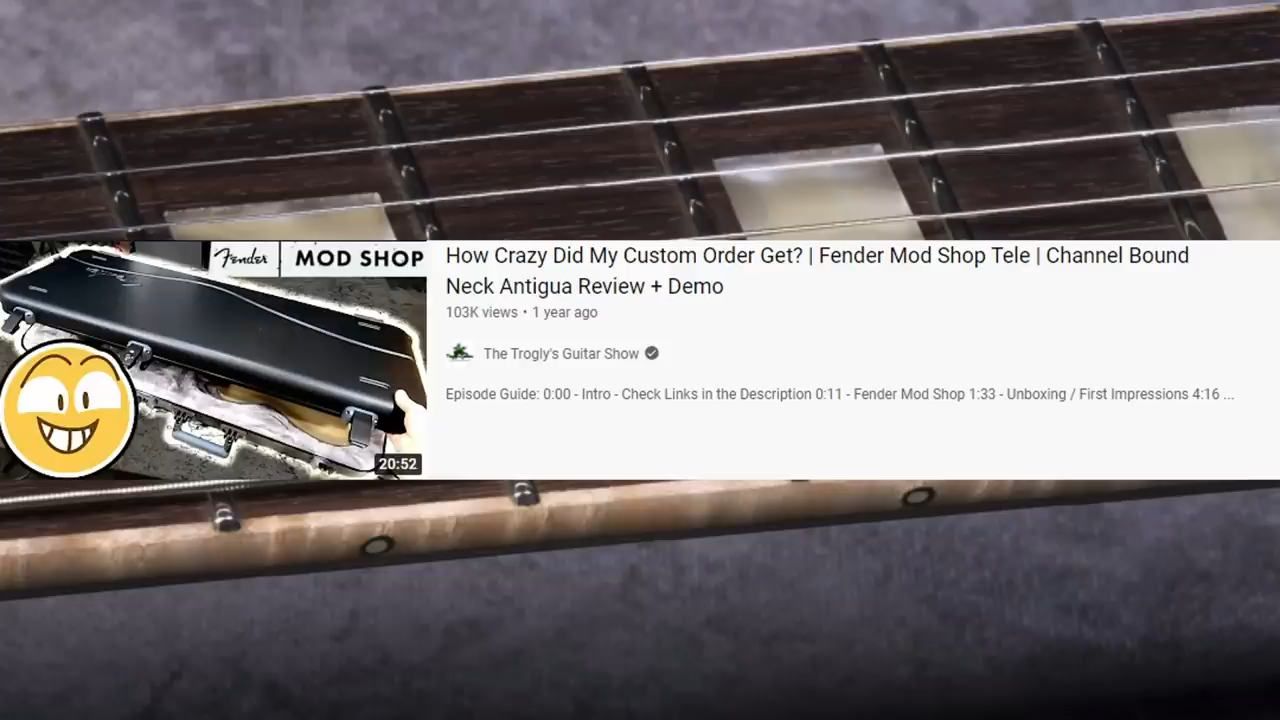 Fender MOD SHOP
How Crazy Did My Custom Order Get? | Fender Mod Shop Tele | Channel Bound
Neck Antigua Review + Demo
103K views • 1 year ago
The Trogly's Guitar Show
Episode Guide: 0:00 - Intro - Check Links in the Description 0:11 - Fender Mod Shop 1:33 - Unboxing / First Impressions 4:16 ...
Fender
20:52